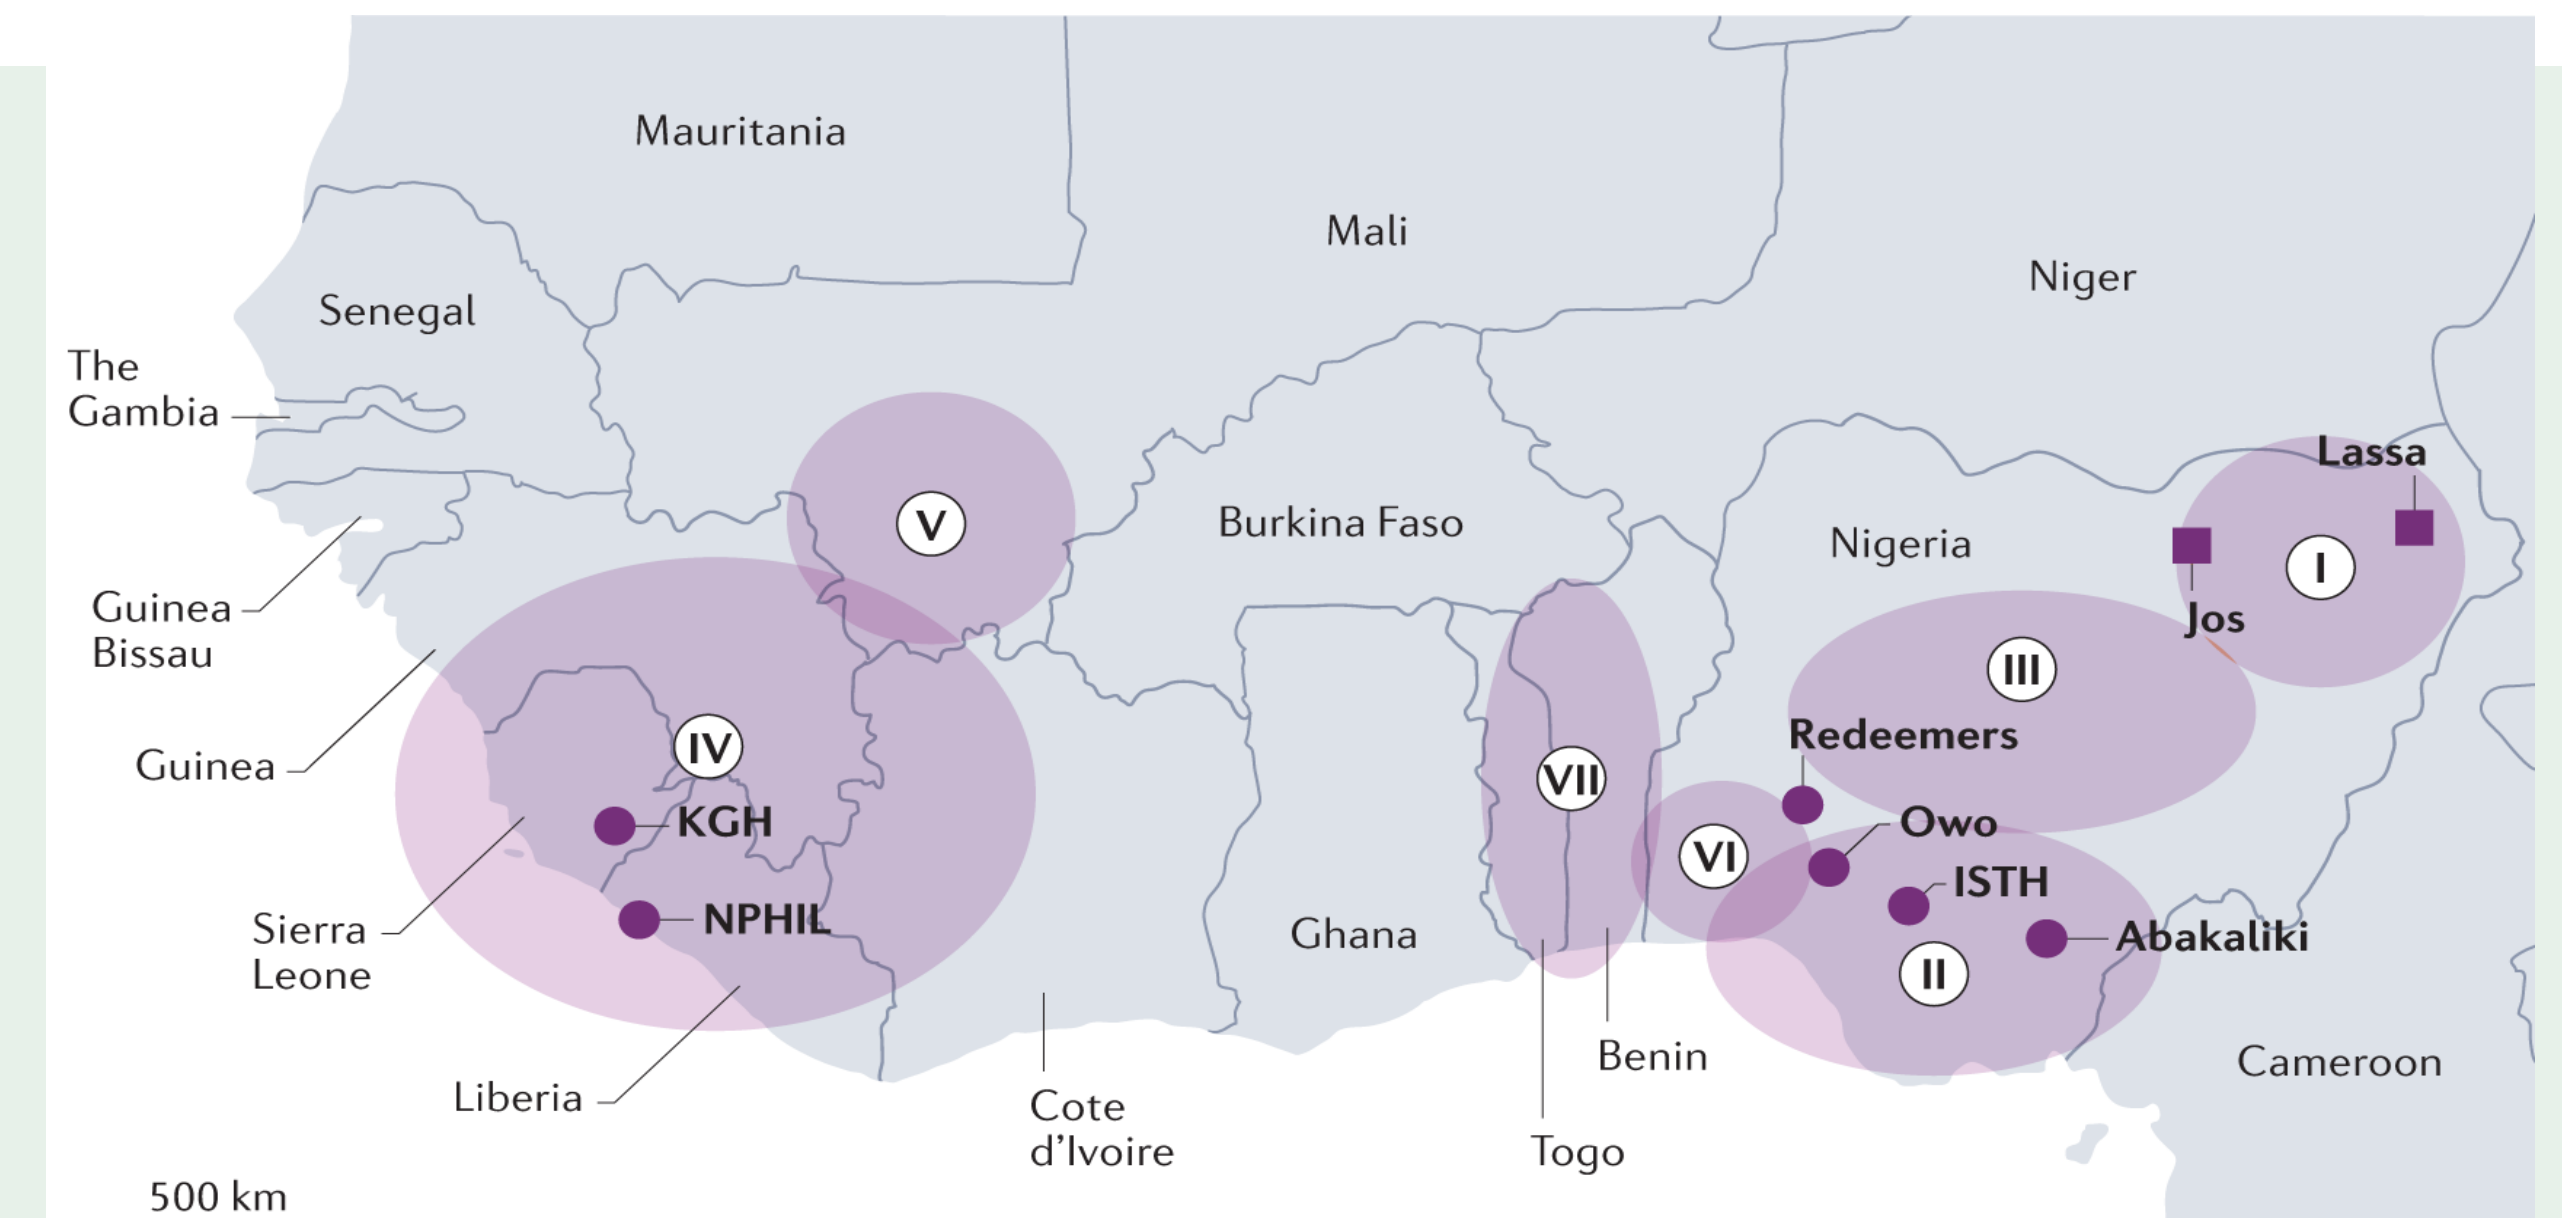 Mauritania
Mali
Niger
Senegal
The
Gambia
Lassa
V
Burkina Faso
Nigeria
I
Guinea
Bissau
Jos
III
Redeemers
IV
Guinea
VII
KGH
Owo
VI
ISTH
NPHIL
Sierra
Leone
Ghana
Abakaliki
II
Benin
Cameroon
Liberia
Cote
d'Ivoire
Togo
500 km